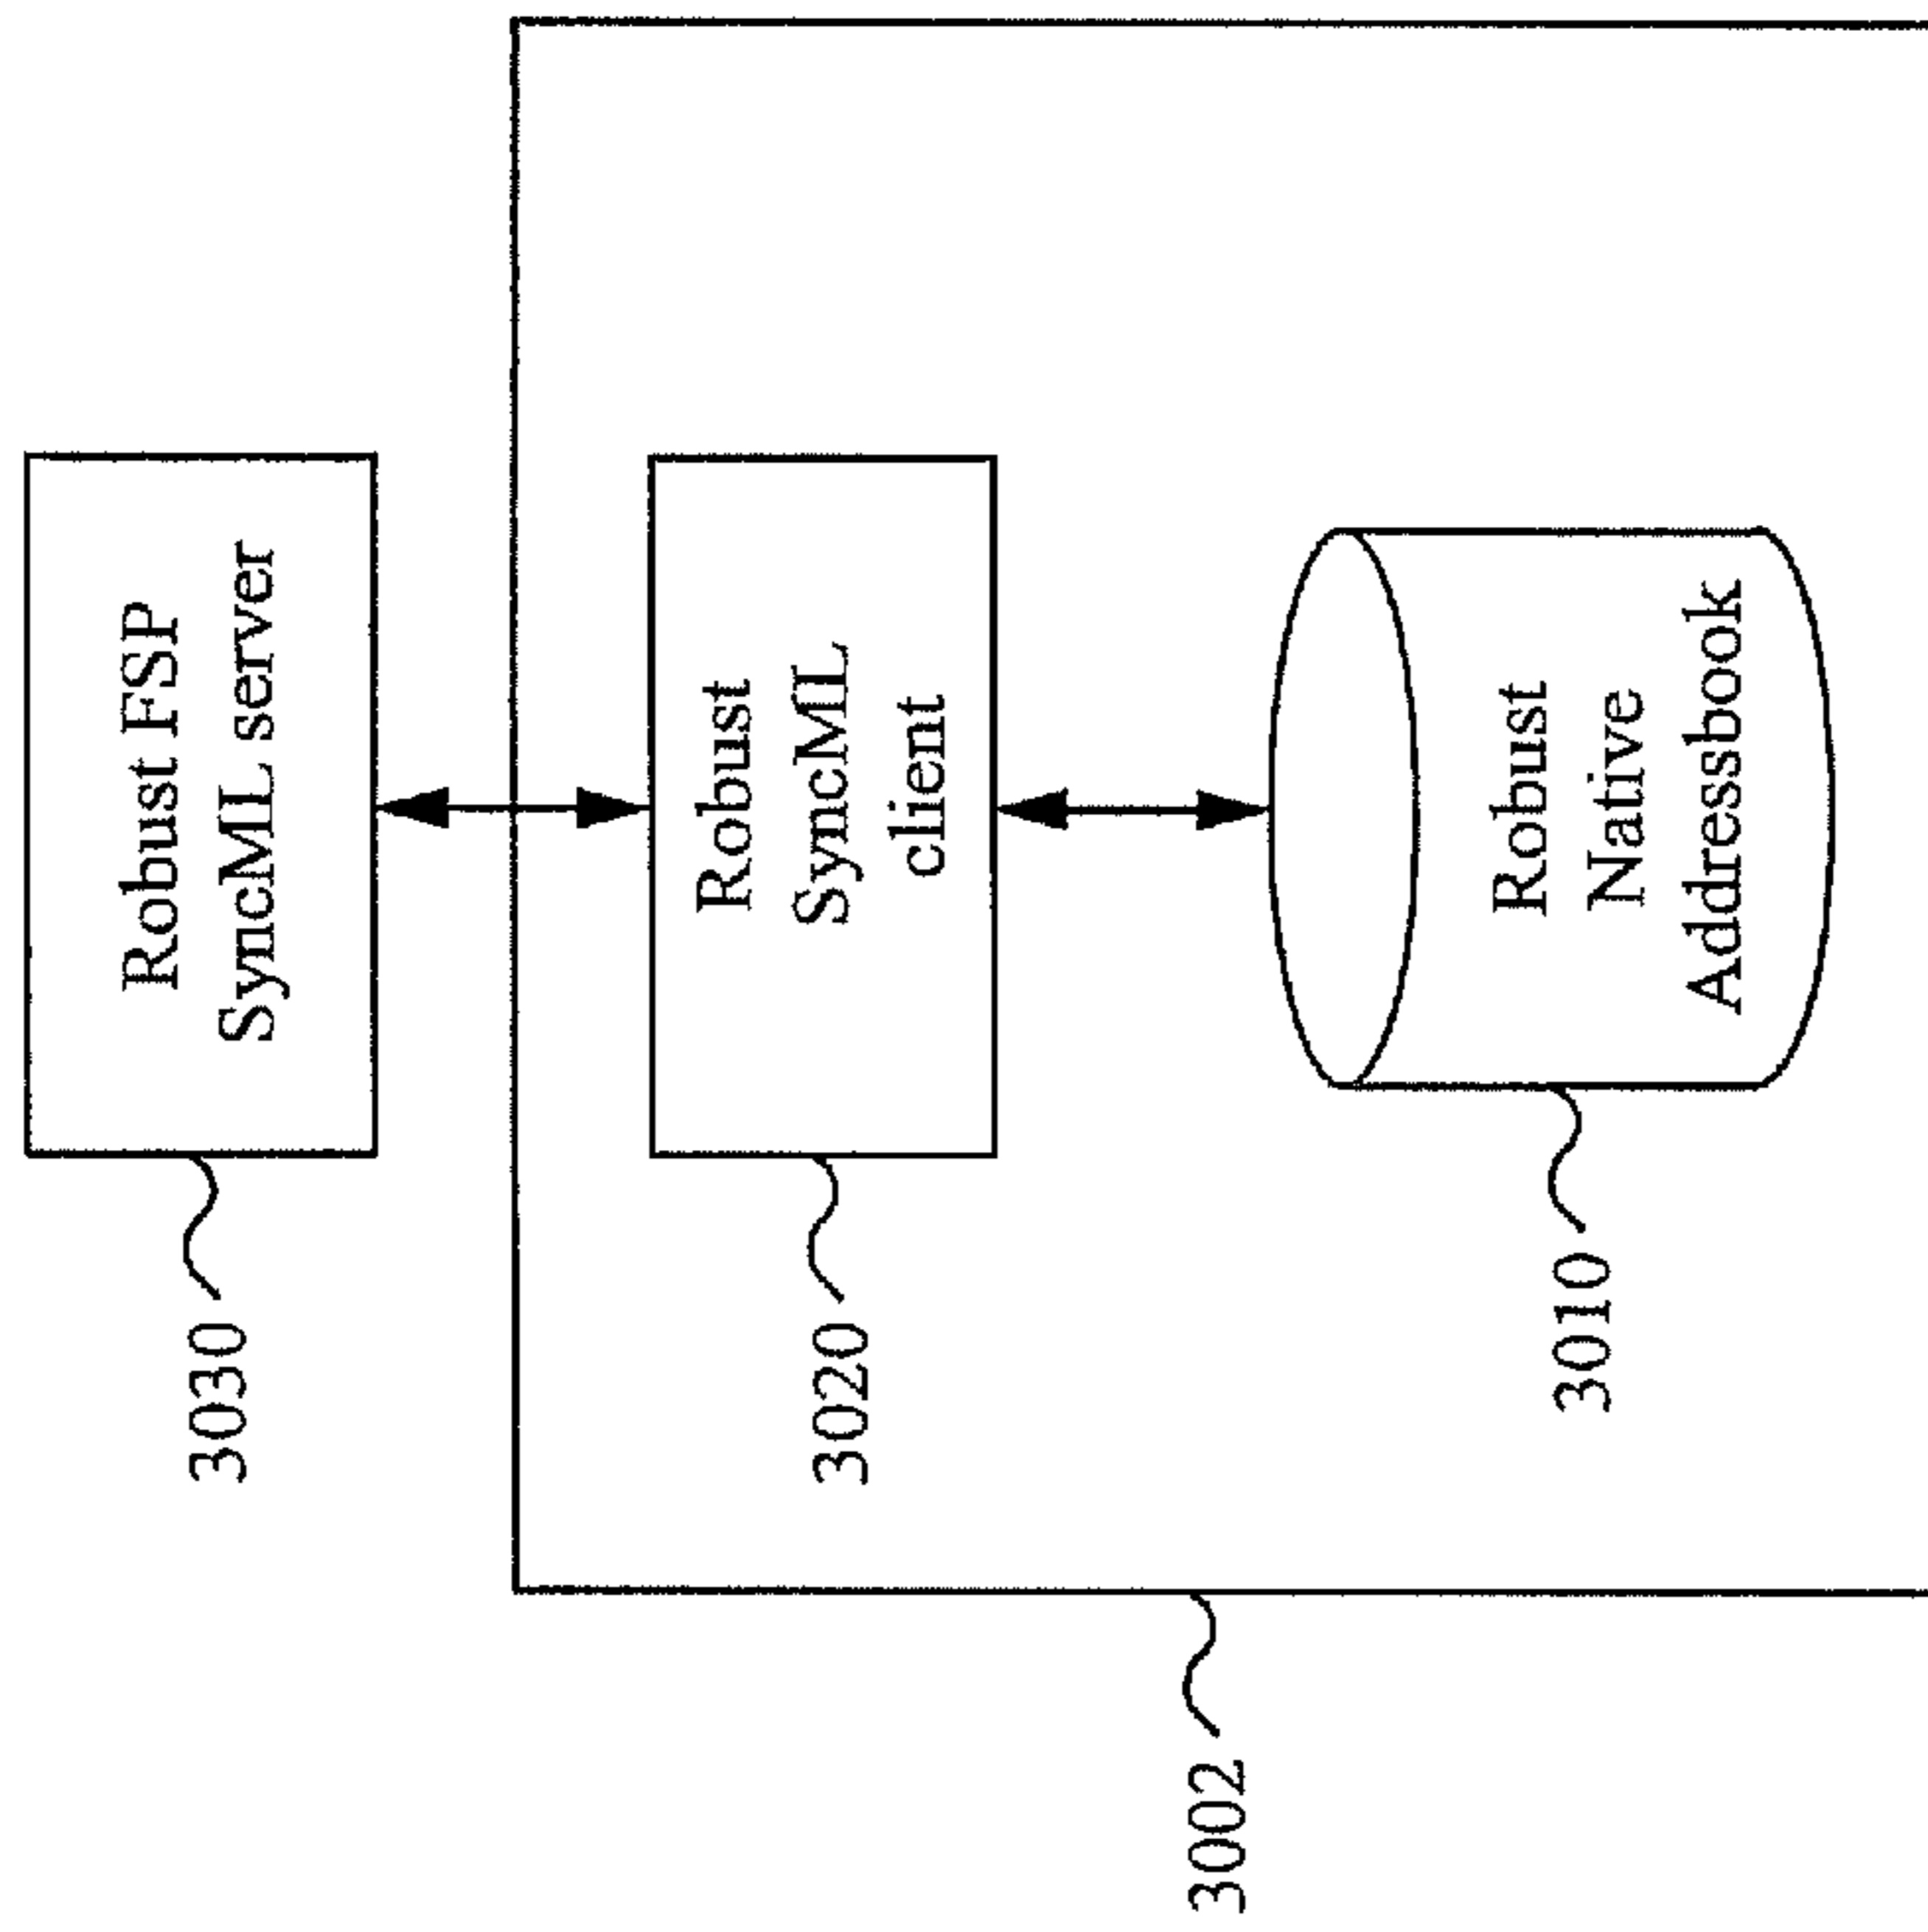 Robust FSP
SyncML server
3030
Robust
SyncML
client
3020
Robust
Native
Addressbook
3010
3002